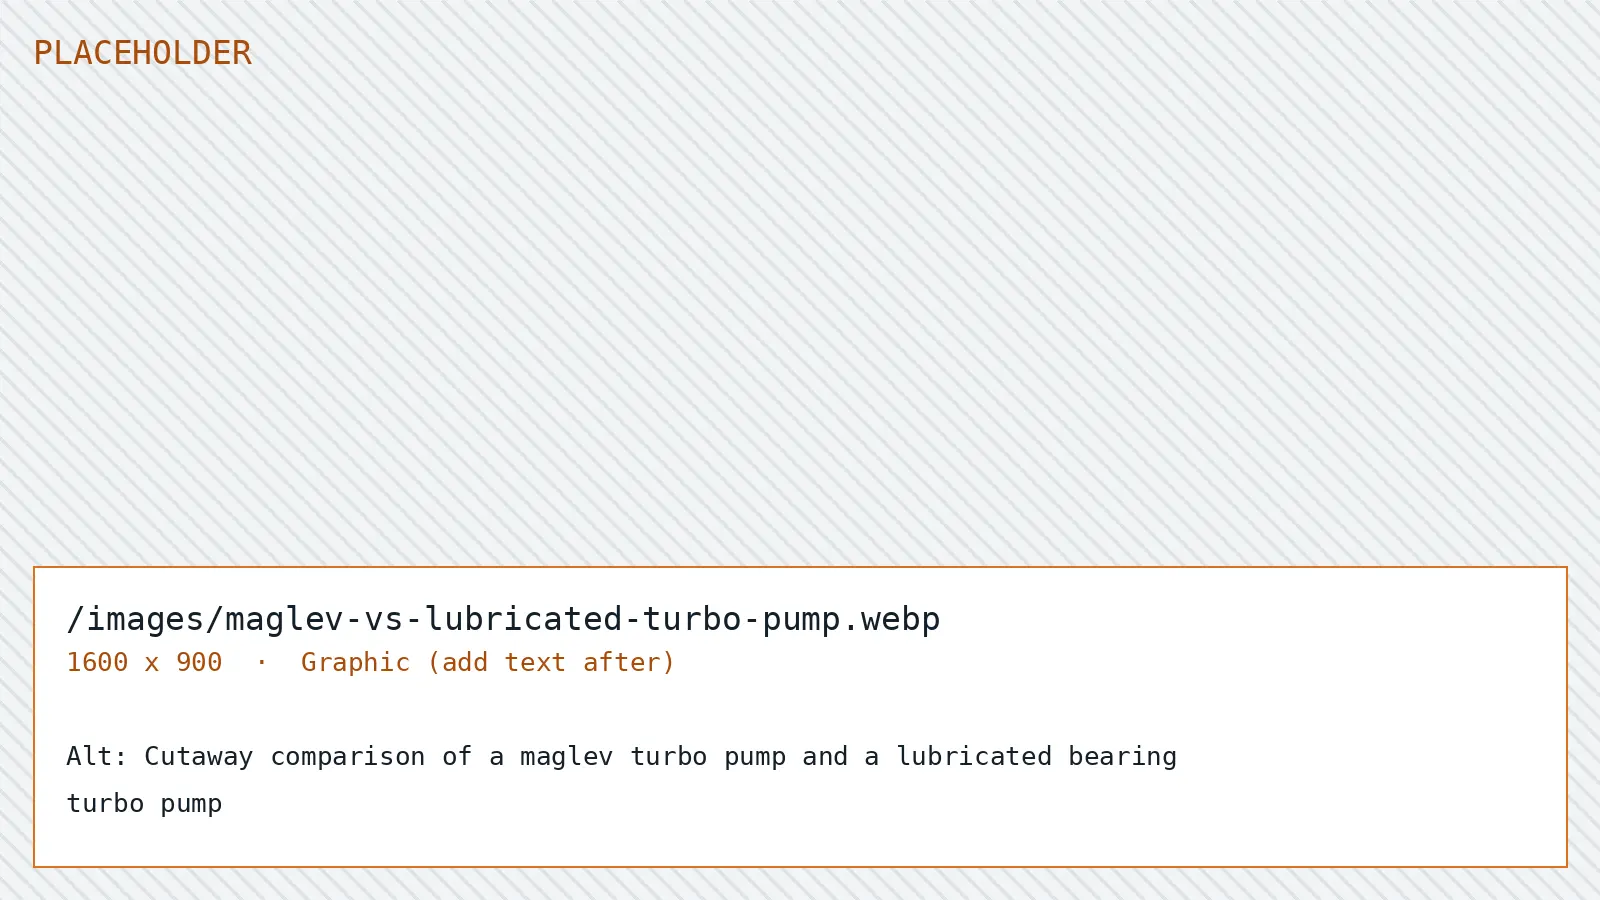 PLACEHOLDER
/images/maglev-vs-lubricated-turbo-pump.webp
1600 x 900 · Graphic (add text after)
Alt: Cutaway comparison of a maglev turbo pump and a lubricated bearing
turbo pump